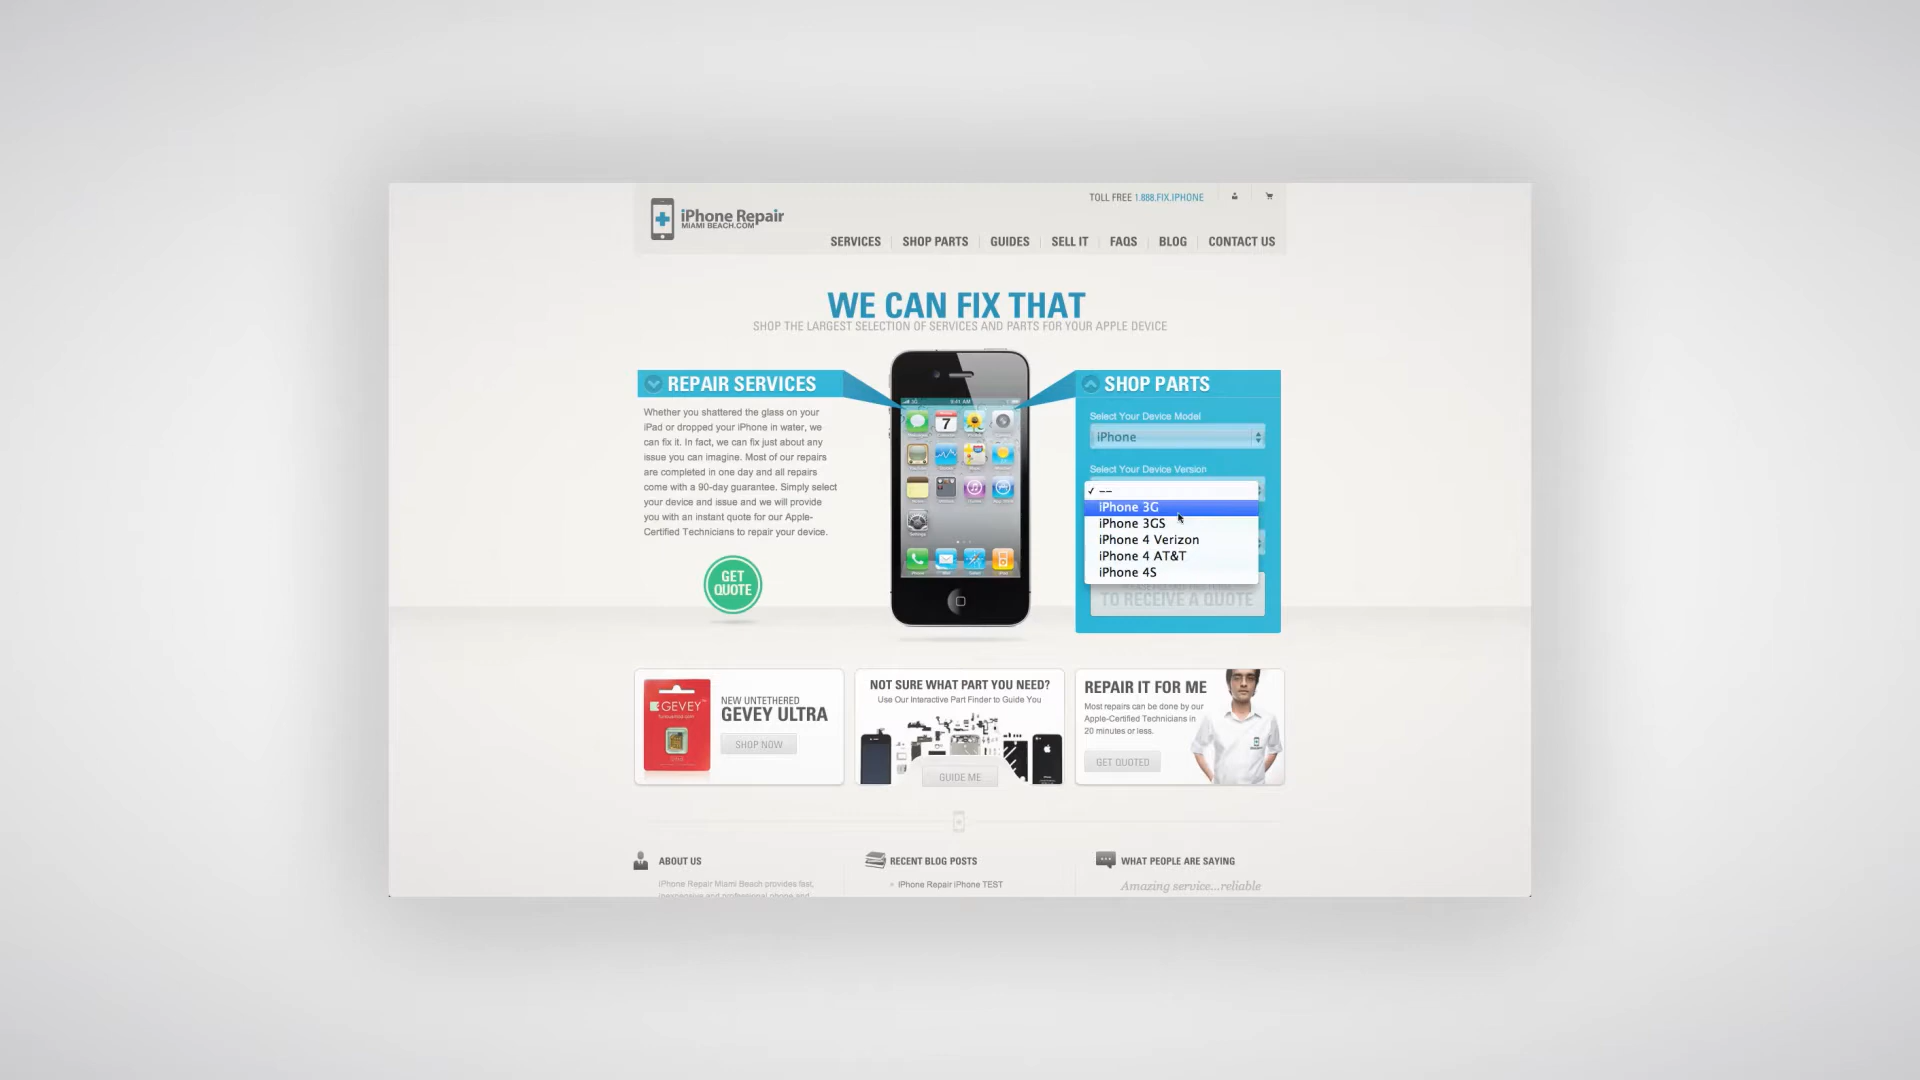 TOLL FREE 1.888.FIX.IPHONE
iPhone Repair
MIAMI BEACH.COM
SERVICES
SHOP PARTS
GUIDES
SELL IT
FAQS
BLOG
CONTACT US
WE CAN FIX THAT
SHOP THE LARGEST SELECTION OF SERVICES AND PARTS FOR YOUR APPLE DEVICE
REPAIR SERVICES
Whether you shattered the glass on your
iPad or dropped your iPhone in water, we
can fix it. In fact, we can fix just about any
issue you can imagine. Most of our repairs
are completed in one day and all repairs
come with a 90-day guarantee. Simply select
your device and issue and we will provide
you with an instant quote for our Apple-
Certified Technicians to repair your device.
GET
QUOTE
9:41 AM
7
SHOP PARTS
Select Your Device Model
iPhone
Select Your Device Version
--
iPhone 3G
iPhone 3GS
iPhone 4 Verizon
iPhone 4 AT&T
iPhone 4S
TO RECEIVE A QUOTE
GEVEY
NEW UNTETHERED
GEVEY ULTRA
SHOP NOW
NOT SURE WHAT PART YOU NEED?
Use Our Interactive Part Finder to Guide You
GUIDE ME
REPAIR IT FOR ME
Most repairs can be done by our
Apple-Certified Technicians in
20 minutes or less.
GET QUOTED
ABOUT US
iPhone Repair Miami Beach provides fast,
inexpensive and professional phone and
RECENT BLOG POSTS
iPhone Repair iPhone TEST
WHAT PEOPLE ARE SAYING
Amazing service...reliable